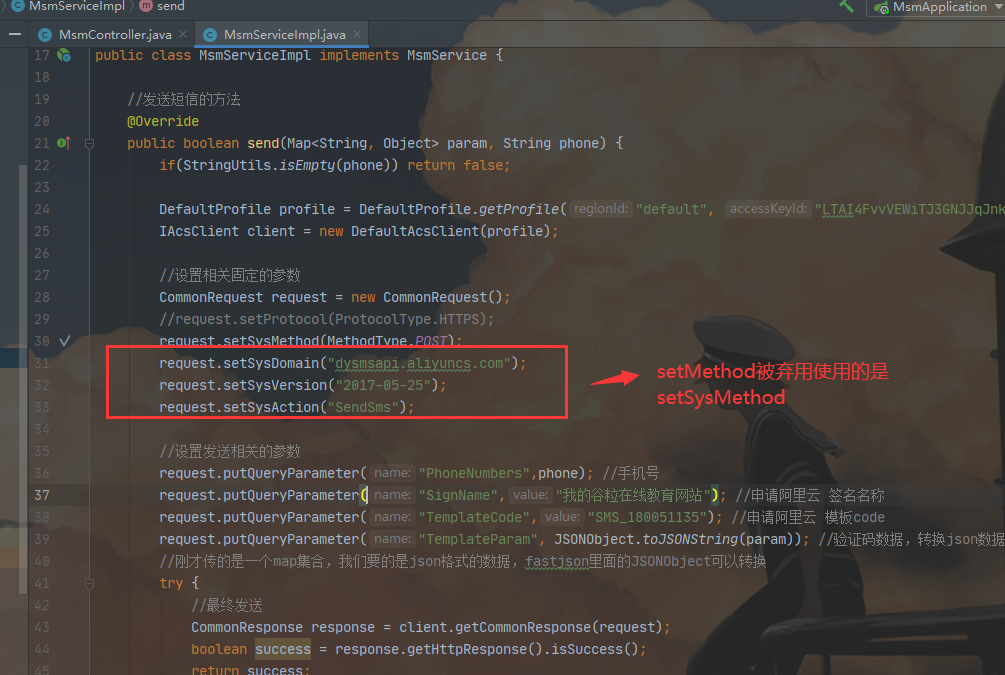 MsmServiceImpl send MsmApplication
MsmController.java MsmServiceImpl.java
17 public class MsmServiceImpl implements MsmService {
18
19 //发送短信的方法
20 @Override
21 public boolean send(Map<String, Object> param, String phone) {
22 if(StringUtils.isEmpty(phone)) return false;
23
24 DefaultProfile profile = DefaultProfile.getProfile( regionId: "default", accessKeyId: "LTAI4FvvVEWiTJ3GNJJqJnk
25 IAcsClient client = new DefaultAcsClient(profile);
26
27 //设置相关固定的参数
28 CommonRequest request = new CommonRequest();
29 //request.setProtocol(ProtocolType.HTTPS);
30 request.setSysMethod(MethodType.POST);
31 request.setSysDomain("dysmsapi.aliyuncs.com");
32 request.setSysVersion("2017-05-25");
33 request.setSysAction("SendSms");
setMethod被弃用使用的是
setSysMethod
34
35 //设置发送相关的参数
36 request.putQueryParameter( name: "PhoneNumbers",phone); //手机号
37 request.putQueryParameter( name: "SignName", value: "我的谷粒在线教育网站"); //申请阿里云 签名名称
38 request.putQueryParameter( name: "TemplateCode", value: "SMS_180051135"); //申请阿里云 模板code
39 request.putQueryParameter( name: "TemplateParam", JSONObject.toJSONString(param)); //验证码数据，转换json数据
40 //刚才传的是一个map集合，我们要的是json格式的数据，fastjson里面的JSONObject可以转换
41 try {
42 //最终发送
43 CommonResponse response = client.getCommonResponse(request);
44 boolean success = response.getHttpResponse().isSuccess();
45 return success;